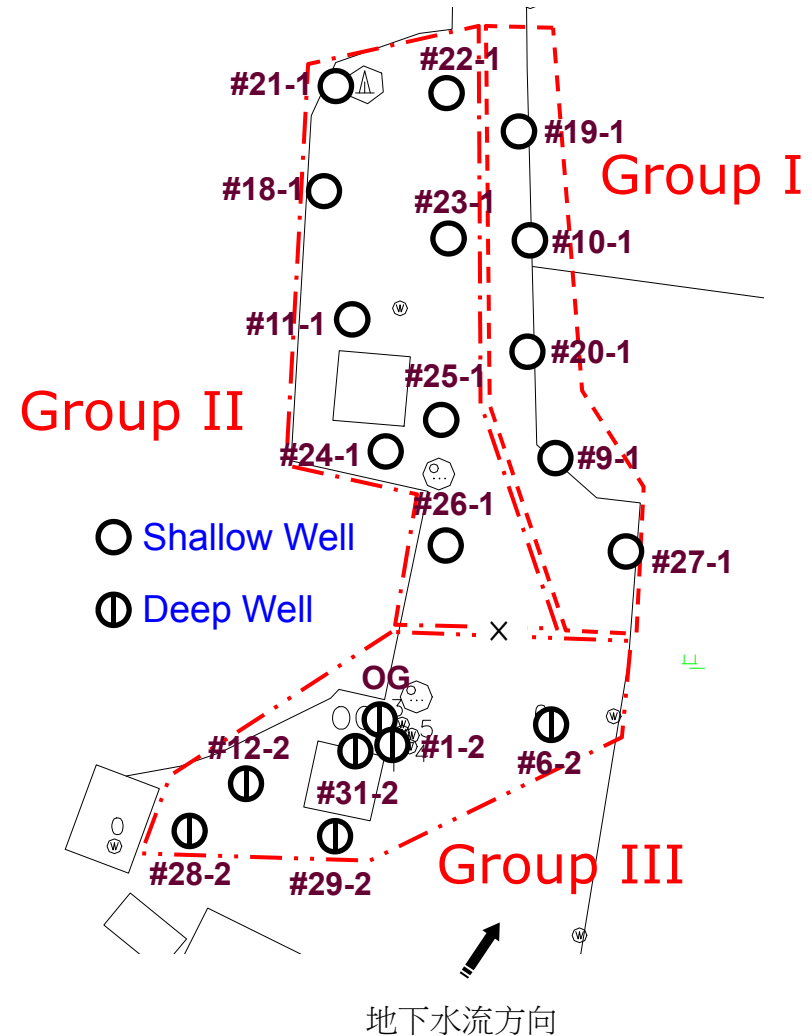 #22-1
#21-1
#19-1
Group I
#18-1
#23-1
#10-1
#11-1
W
#20-1
#25-1
Group II
#24-1
#9-1
#26-1
Shallow Well
#27-1
Deep Well
OG
W
5
W
#1-2
4
#6-2
#12-2
#31-2
W
#28-2
#29-2
Group III
W
地下水流方向